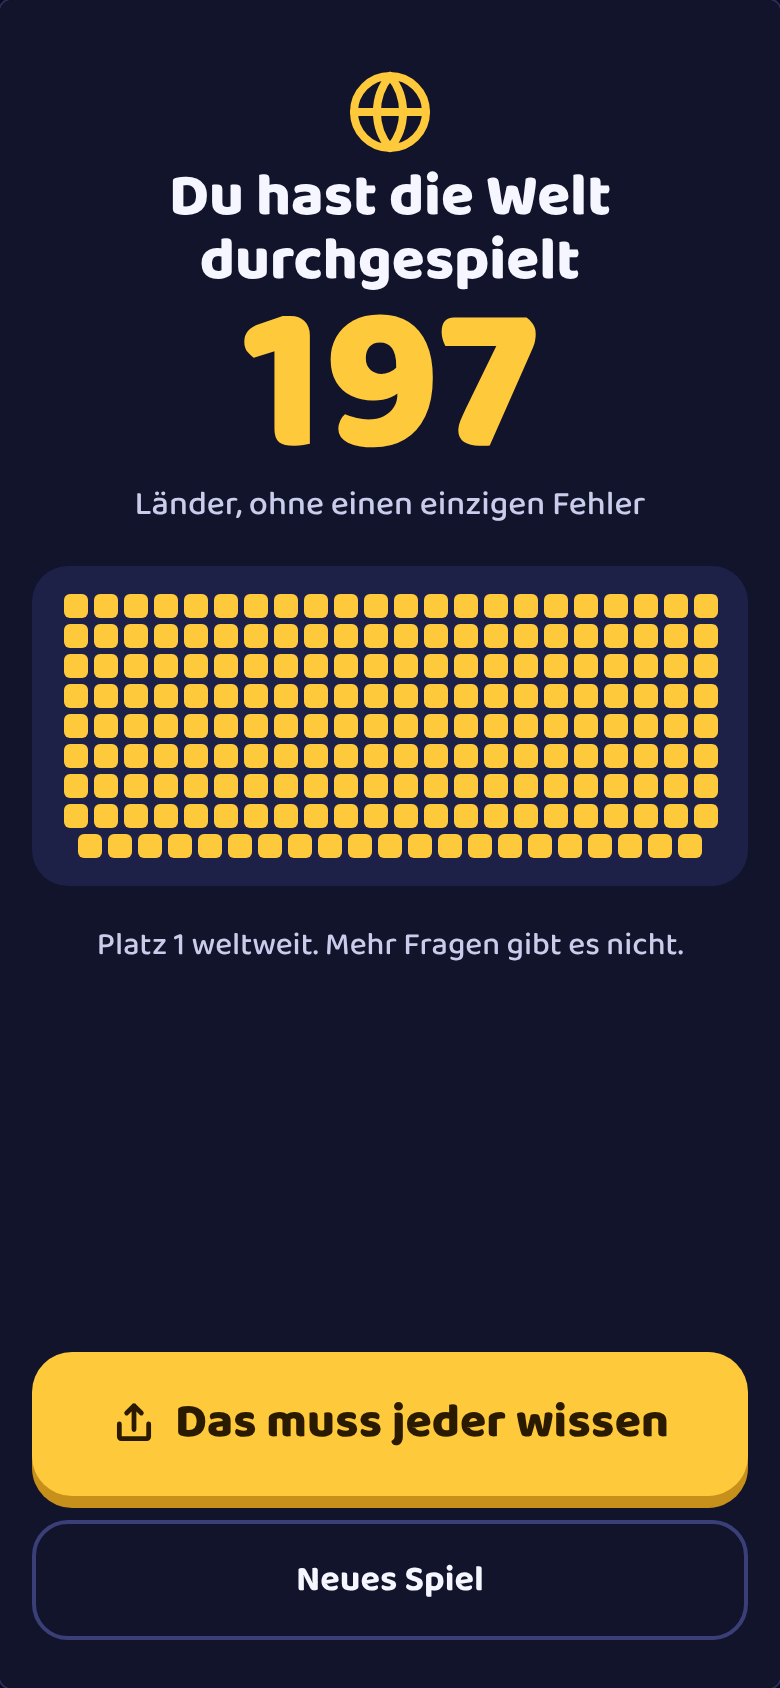 Du hast die Welt
durchgespielt
197
Länder, ohne einen einzigen Fehler
Platz 1 weltweit. Mehr Fragen gibt es nicht.
Das muss jeder wissen
Neues Spiel